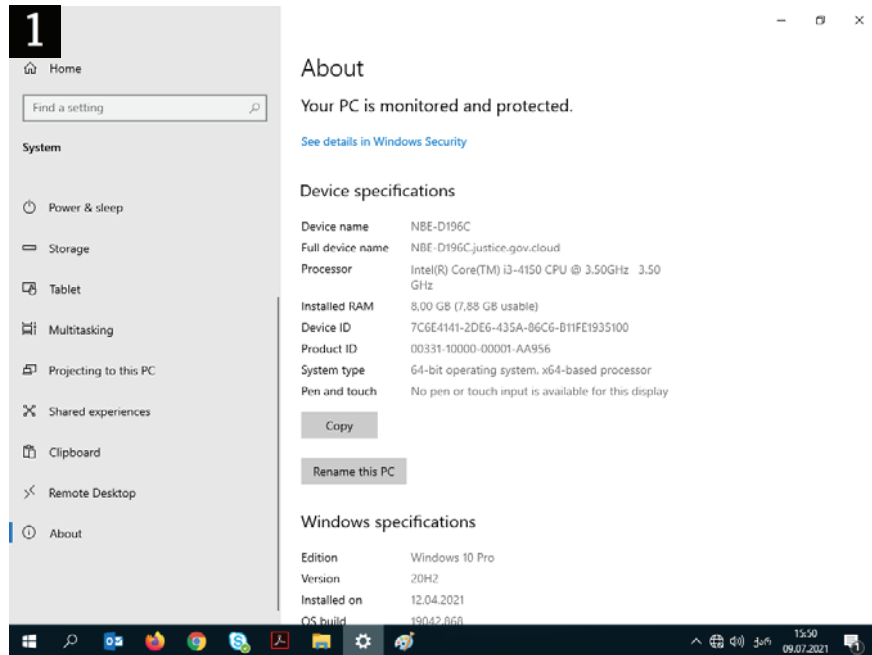 1
Home
Find a setting
System
Power & sleep
Storage
Tablet
Multitasking
Projecting to this PC
Shared experiences
Clipboard
Remote Desktop
About
About
Your PC is monitored and protected.
See details in Windows Security
Device specifications
Device name NBE-D196C
Full device name NBE-D196C.justice.gov.cloud
Processor Intel(R) Core(TM) i3-4150 CPU @ 3.50GHz 3.50
GHz
Installed RAM 8,00 GB (7,88 GB usable)
Device ID 7C6E4141-2DE6-435A-86C6-B11FE1935100
Product ID 00331-10000-00001-AA956
System type 64-bit operating system, x64-based processor
Pen and touch No pen or touch input is available for this display
Copy
Rename this PC
Windows specifications
Edition Windows 10 Pro
Version 20H2
Installed on 12.04.2021
OS build 19042.868
ქარ 15:50
09.07.2021
1